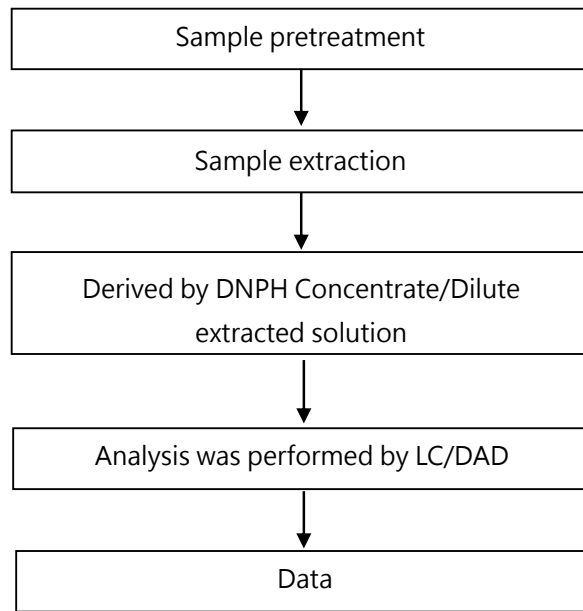 Sample pretreatment
Sample extraction
Derived by DNPH Concentrate/Dilute
extracted solution
Analysis was performed by LC/DAD
Data